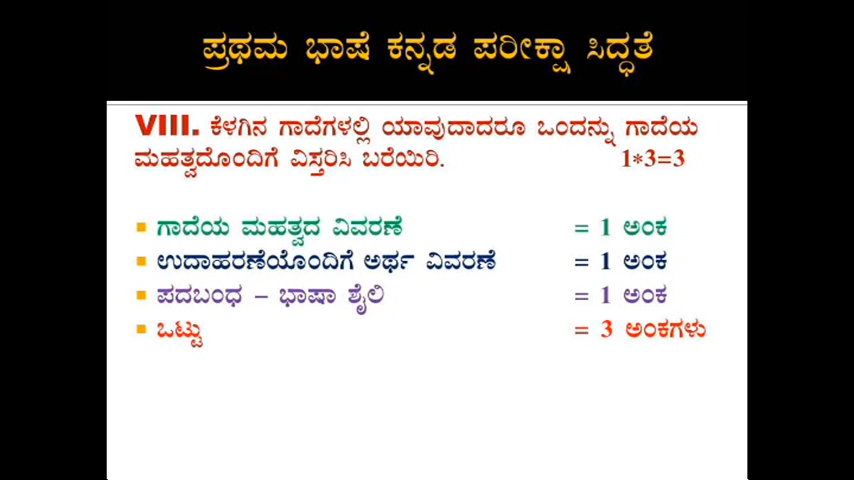 ಪ್ರಥಮ ಭಾಷೆ ಕನ್ನಡ ಪರೀಕ್ಷಾ ಸಿದ್ಧತೆ
VIII. ಕೆಳಗಿನ ಗಾದೆಗಳಲ್ಲಿ ಯಾವುದಾದರೂ ಒಂದನ್ನು ಗಾದೆಯ
ಮಹತ್ವದೊಂದಿಗೆ ವಿಸ್ತರಿಸಿ ಬರೆಯಿರಿ. 1*3=3
ಗಾದೆಯ ಮಹತ್ವದ ವಿವರಣೆ = 1 ಅಂಕ
ಉದಾಹರಣೆಯೊಂದಿಗೆ ಅರ್ಥ ವಿವರಣೆ = 1 ಅಂಕ
ಪದಬಂಧ – ಭಾಷಾ ಶೈಲಿ = 1 ಅಂಕ
ಒಟ್ಟು = 3 ಅಂಕಗಳು